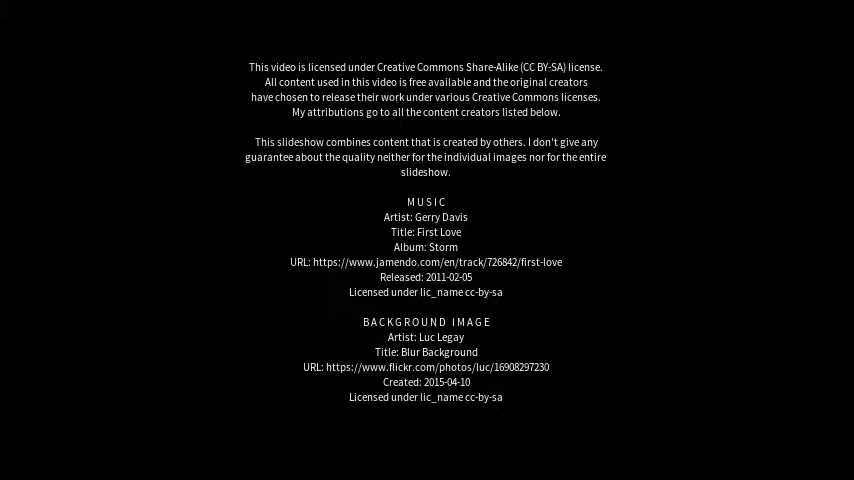 This video is licensed under Creative Commons Share-Alike (CC BY-SA) license.
All content used in this video is free available and the original creators
have chosen to release their work under various Creative Commons licenses.
My attributions go to all the content creators listed below.
This slideshow combines content that is created by others. I don't give any
guarantee about the quality neither for the individual images nor for the entire
slideshow.
MUSIC
Artist: Gerry Davis
Title: First Love
Album: Storm
URL: https://www.jamendo.com/en/track/726842/first-love
Released: 2011-02-05
Licensed under lic_name cc-by-sa
BACKGROUND IMAGE
Artist: Luc Legay
Title: Blur Background
URL: https://www.flickr.com/photos/luc/16908297230
Created: 2015-04-10
Licensed under lic_name cc-by-sa